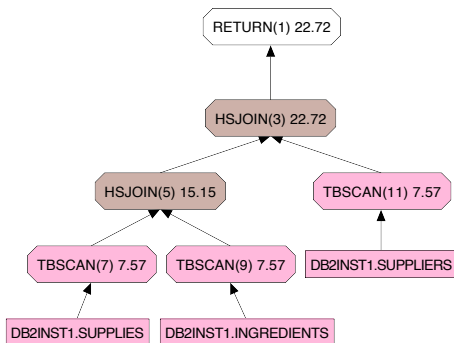 RETURN(1) 22.72
HSJOIN(3) 22.72
HSJOIN(5) 15.15
TBSCAN(11) 7.57
TBSCAN(7) 7.57
TBSCAN(9) 7.57
DB2INST1.SUPPLIERS
DB2INST1.SUPPLIES
DB2INST1.INGREDIENTS